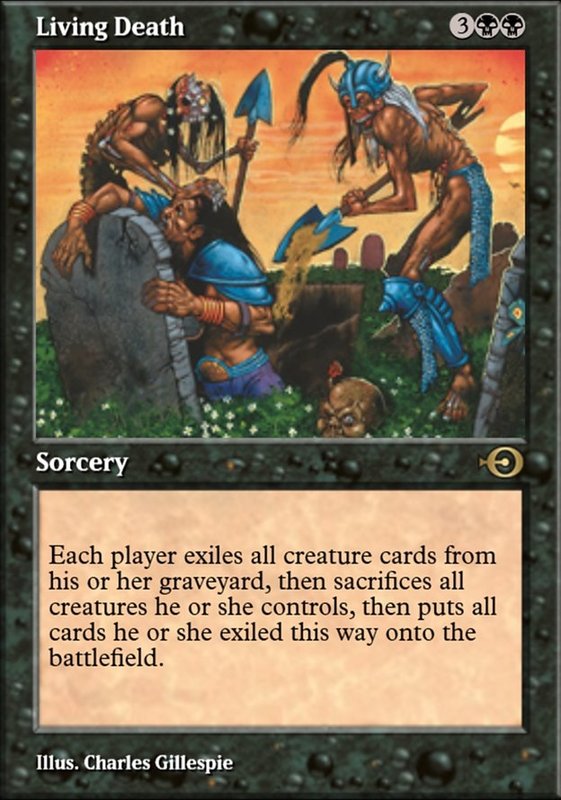 Living Death 3
Sorcery
Each player exiles all creature cards from
his or her graveyard, then sacrifices all
creatures he or she controls, then puts all
cards he or she exiled this way onto the
battlefield.
Illus. Charles Gillespie